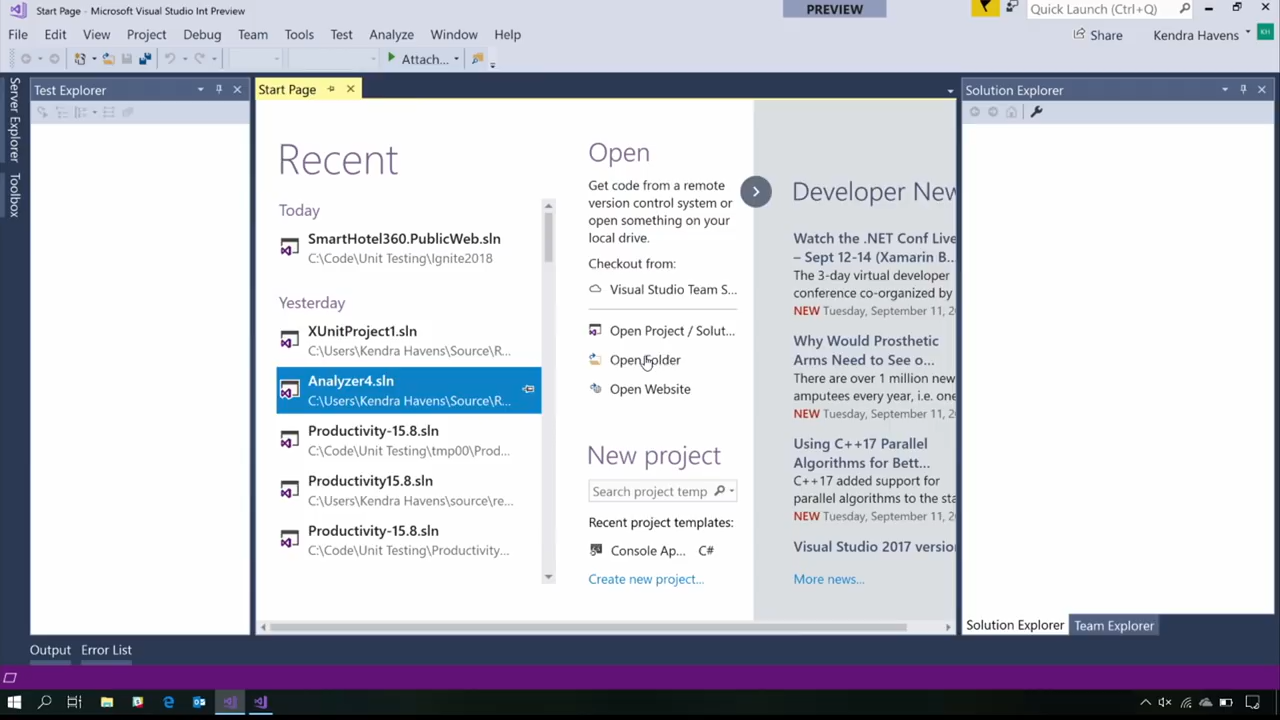 Start Page - Microsoft Visual Studio Int Preview
PREVIEW
Quick Launch (Ctrl+Q)
File Edit View Project Debug Team Tools Test Analyze Window Help
Share
Kendra Havens
KH
Attach...
Server Explorer
Toolbox
Test Explorer
Start Page
Solution Explorer
Recent
Today
SmartHotel360.PublicWeb.sln
C:\Code\Unit Testing\Ignite2018
Yesterday
XUnitProject1.sln
C:\Users\Kendra Havens\Source\R...
Analyzer4.sln
C:\Users\Kendra Havens\Source\R...
Productivity-15.8.sln
C:\Code\Unit Testing\tmp00\Prod...
Productivity15.8.sln
C:\Users\Kendra Havens\source\re...
Productivity-15.8.sln
C:\Code\Unit Testing\Productivity...
Open
Get code from a remote
version control system or
open something on your
local drive.
Checkout from:
Visual Studio Team S...
Open Project / Solut...
Open Folder
Open Website
New project
Search project temp
Recent project templates:
Console Ap... C#
Create new project...
Developer New
Watch the .NET Conf Live
– Sept 12-14 (Xamarin B...
The 3-day virtual developer
conference co-organized by
NEW Tuesday, September 11, 2
Why Would Prosthetic
Arms Need to See o...
There are over 1 million new
amputees every year, i.e. one
NEW Tuesday, September 11, 2
Using C++17 Parallel
Algorithms for Bett...
C++17 added support for
parallel algorithms to the sta
NEW Tuesday, September 11, 2
Visual Studio 2017 versio
More news...
Solution Explorer Team Explorer
Output Error List